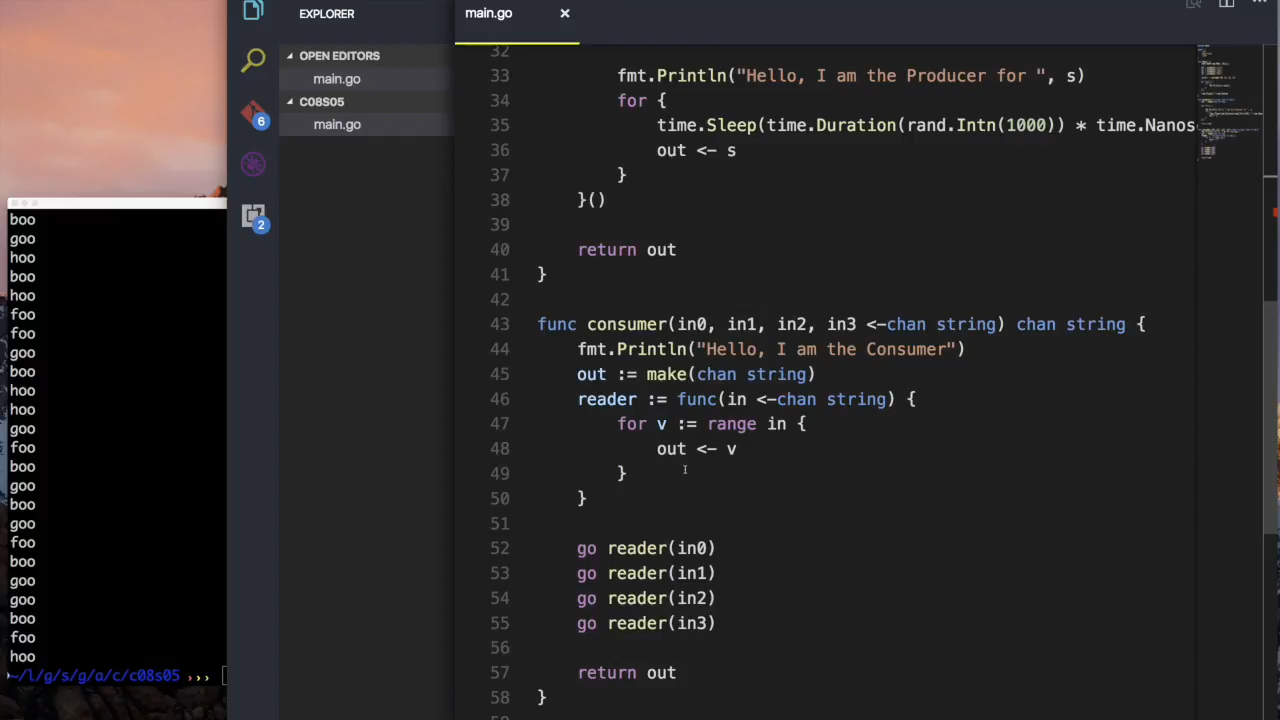 EXPLORER
OPEN EDITORS
main.go
C08S05
main.go
6
2
main.go
32
33 fmt.Println("Hello, I am the Producer for ", s)
34 for {
35 time.Sleep(time.Duration(rand.Intn(1000)) * time.Nanos
36 out <- s
37 }
38 }()
39
40 return out
41 }
42
43 func consumer(in0, in1, in2, in3 <-chan string) chan string {
44 fmt.Println("Hello, I am the Consumer")
45 out := make(chan string)
46 reader := func(in <-chan string) {
47 for v := range in {
48 out <- v
49 }
50 }
51
52 go reader(in0)
53 go reader(in1)
54 go reader(in2)
55 go reader(in3)
56
57 return out
58 }
boo
goo
hoo
boo
hoo
foo
foo
goo
boo
hoo
hoo
goo
foo
boo
goo
boo
goo
foo
boo
goo
goo
boo
foo
hoo
~/l/g/s/g/a/c/c08s05 › › ›